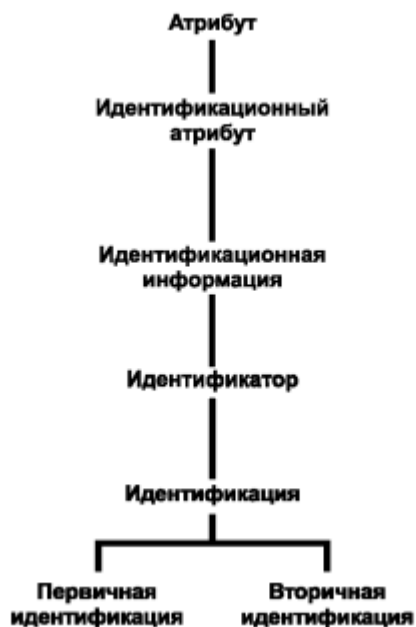 Атрибут
Идентификационный
атрибут
Идентификационная
информация
Идентификатор
Идентификация
Первичная
идентификация
Вторичная
идентификация